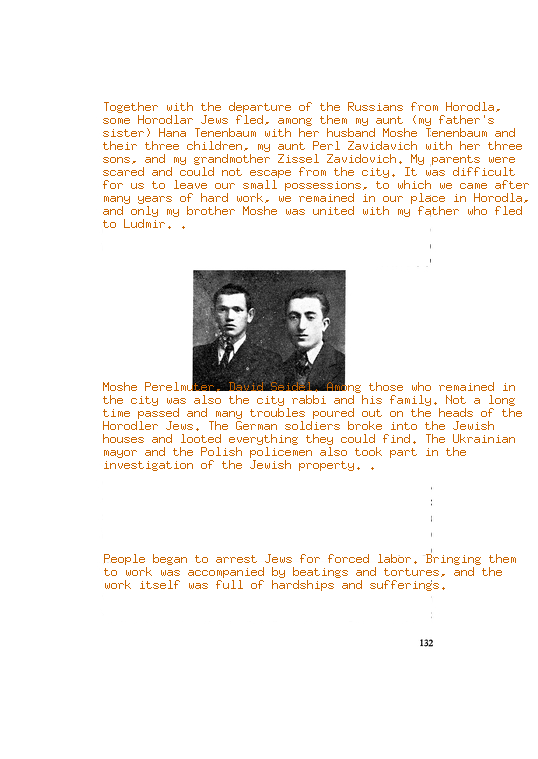 Together with the departure of the Russians from Horodla,
some Horodlar Jews fled, among them my aunt (my father's
sister) Hana Tenenbaum with her husband Moshe Tenenbaum and
their three children, my aunt Perl Zavidavich with her three
sons, and my grandmother Zissel Zavidovich. My parents were
scared and could not escape from the city. It was difficult
for us to leave our small possessions, to which we came after
many years of hard work, we remained in our place in Horodla,
and only my brother Moshe was united with my father who fled
to Ludmir. .
Moshe Perelmuter. David Seidel. Among those who remained in
the city was also the city rabbi and his family. Not a long
time passed and many troubles poured out on the heads of the
Horodler Jews. The German soldiers broke into the Jewish
houses and looted everything they could find. The Ukrainian
mayor and the Polish policemen also took part in the
investigation of the Jewish property. .
People began to arrest Jews for forced labor. Bringing them
to work was accompanied by beatings and tortures, and the
work itself was full of hardships and sufferings.
132